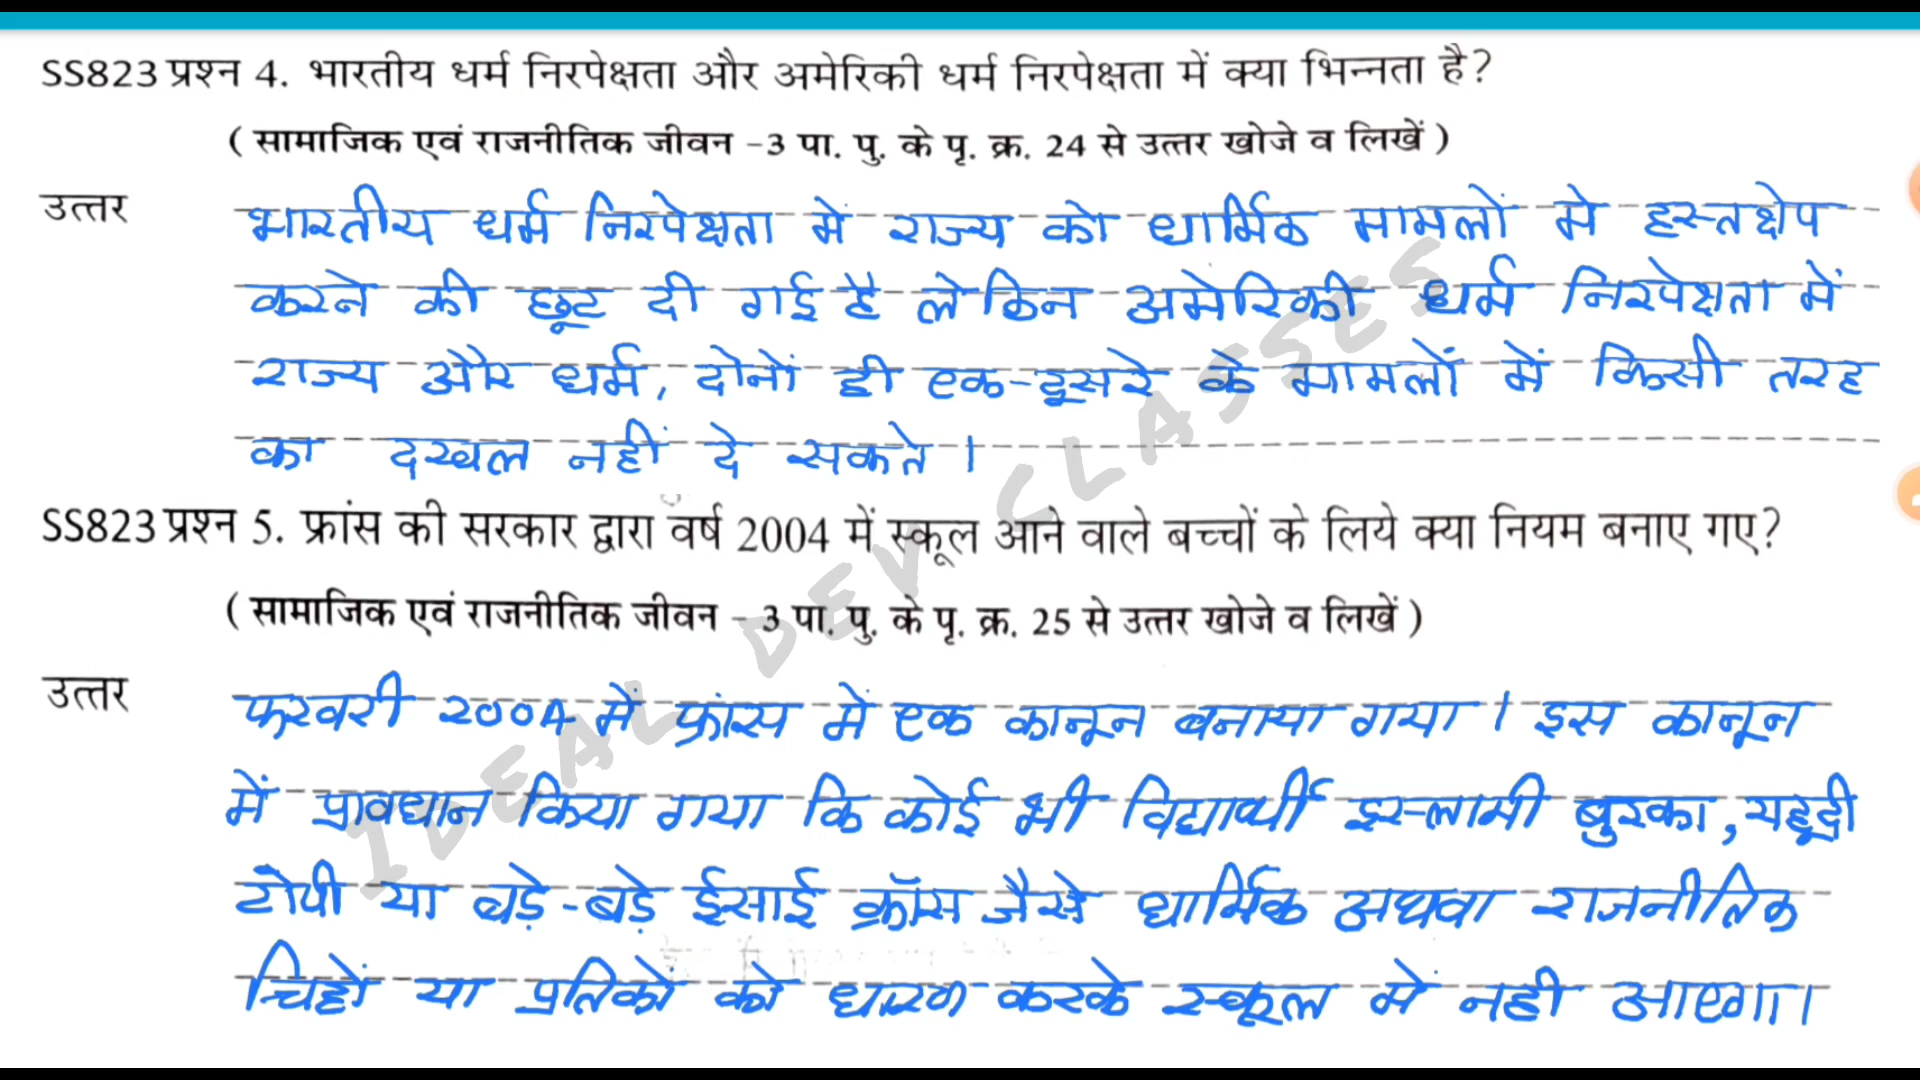 SS823 प्रश्न 4. भारतीय धर्म निरपेक्षता और अमेरिकी धर्म निरपेक्षता में क्या भिन्नता है?
( सामाजिक एवं राजनीतिक जीवन -3 पा. पु. के पृ. क्र. 24 से उत्तर खोजे व लिखें )
उत्तर भारतीय धर्म निरपेक्षता में राज्य को धार्मिक मामलों मे हस्तक्षेप
करने की छूट दी गई है लेकिन अमेरिकी धर्म निरपेक्षता में
राज्य और धर्म, दोनों ही एक-दूसरे के मामलों में किसी तरह
का दखल नहीं दे सकते।
SS823 प्रश्न 5. फ्रांस की सरकार द्वारा वर्ष 2004 में स्कूल आने वाले बच्चों के लिये क्या नियम बनाए गए?
( सामाजिक एवं राजनीतिक जीवन - 3 पा. पु. के पृ. क्र. 25 से उत्तर खोजे व लिखें )
उत्तर फरवरी 2004 में फ्रांस में एक कानून बनाया गया। इस कानून
में प्रावधान किया गया कि कोई भी विद्यार्थी इस्लामी बुरका, यहूदी
टोपी या बड़े-बड़े ईसाई क्रॉस जैसे धार्मिक अथवा राजनीतिक
चिहों या प्रतिकों को धारण करके स्कूल मे नही आएगा।
IDEAL DEV CLASSES